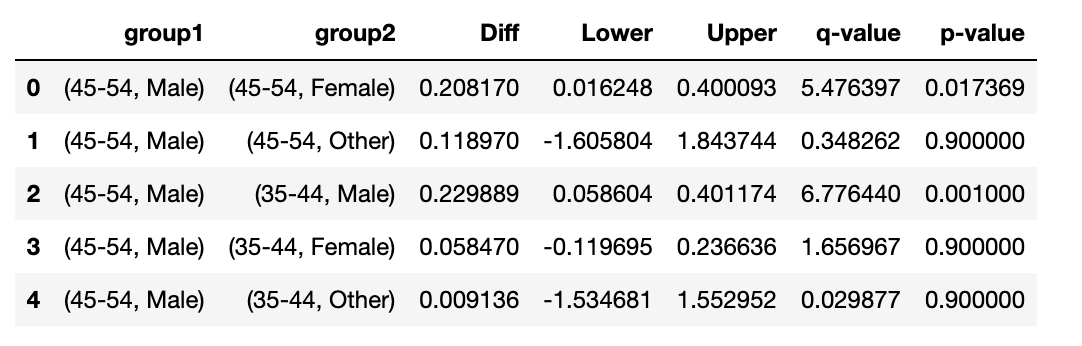 group1 group2 Diff Lower Upper q-value p-value
0 (45-54, Male) (45-54, Female) 0.208170 0.016248 0.400093 5.476397 0.017369
1 (45-54, Male) (45-54, Other) 0.118970 -1.605804 1.843744 0.348262 0.900000
2 (45-54, Male) (35-44, Male) 0.229889 0.058604 0.401174 6.776440 0.001000
3 (45-54, Male) (35-44, Female) 0.058470 -0.119695 0.236636 1.656967 0.900000
4 (45-54, Male) (35-44, Other) 0.009136 -1.534681 1.552952 0.029877 0.900000